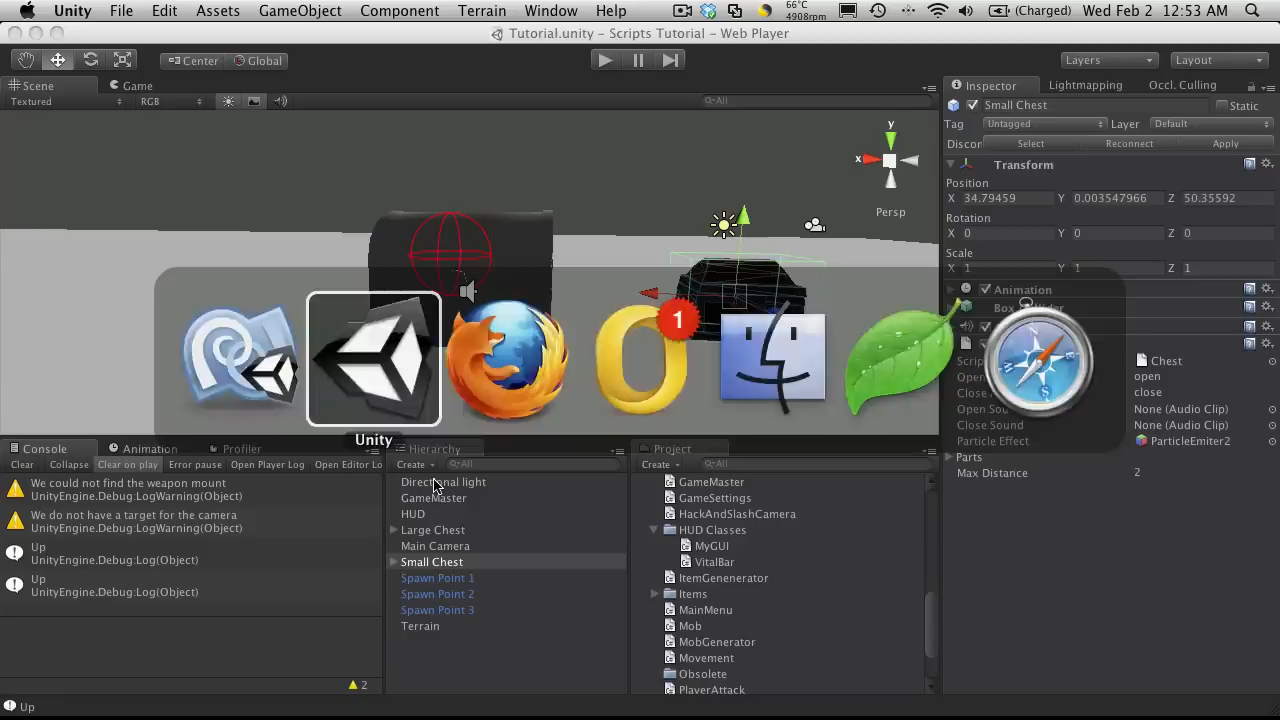 Unity File Edit Assets GameObject Component Terrain Window Help 66°C 4908rpm (Charged) Wed Feb 2 12:53 AM
Tutorial.unity - Scripts Tutorial - Web Player
Center Global Layers Layout
Scene Game Inspector Lightmapping Occl. Culling
Textured RGB All
Small Chest Static
Tag Untagged Layer Default
Discon Select Reconnect Apply
Transform
Position
X 34.79459 Y 0.003547966 Z 50.35592
Rotation
X 0 Y 0 Z 0
Scale
X 1 Y 1 Z 1
y
x
Persp
Animation
Box Collider
Scrip Chest
Open open
Close close
Open Sou None (Audio Clip)
Close Sound None (Audio Clip)
Particle Effect ParticleEmiter2
Parts
Max Distance 2
1
Unity
Console Animation Profiler Hierarchy Project
Clear Collapse Clear on play Error pause Open Player Log Open Editor Lo Create All Create All
We could not find the weapon mount
UnityEngine.Debug:LogWarning(Object)
We do not have a target for the camera
UnityEngine.Debug:LogWarning(Object)
Up
UnityEngine.Debug:Log(Object)
Up
UnityEngine.Debug:Log(Object)
2
Directional light
GameMaster
HUD
Large Chest
Main Camera
Small Chest
Spawn Point 1
Spawn Point 2
Spawn Point 3
Terrain
GameMaster
GameSettings
HackAndSlashCamera
HUD Classes
MyGUI
VitalBar
ItemGenenerator
Items
MainMenu
Mob
MobGenerator
Movement
Obsolete
PlayerAttack
Up